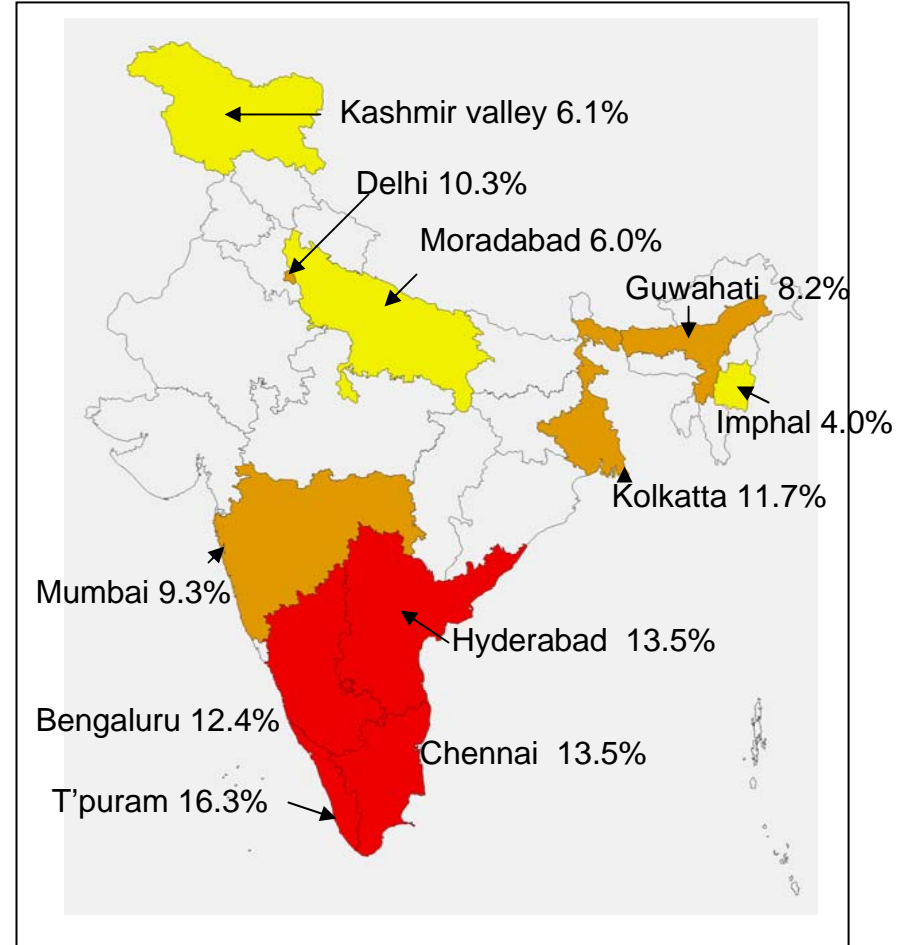 Kashmir valley 6.1%
Delhi 10.3%
Moradabad 6.0%
Guwahati 8.2%
Imphal 4.0%
Kolkatta 11.7%
Mumbai 9.3%
Hyderabad 13.5%
Bengaluru 12.4%
Chennai 13.5%
T'puram 16.3%